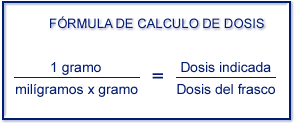 FÓRMULA DE CALCULO DE DOSIS
1 gramo
milígramos x gramo
=
Dosis indicada
Dosis del frasco